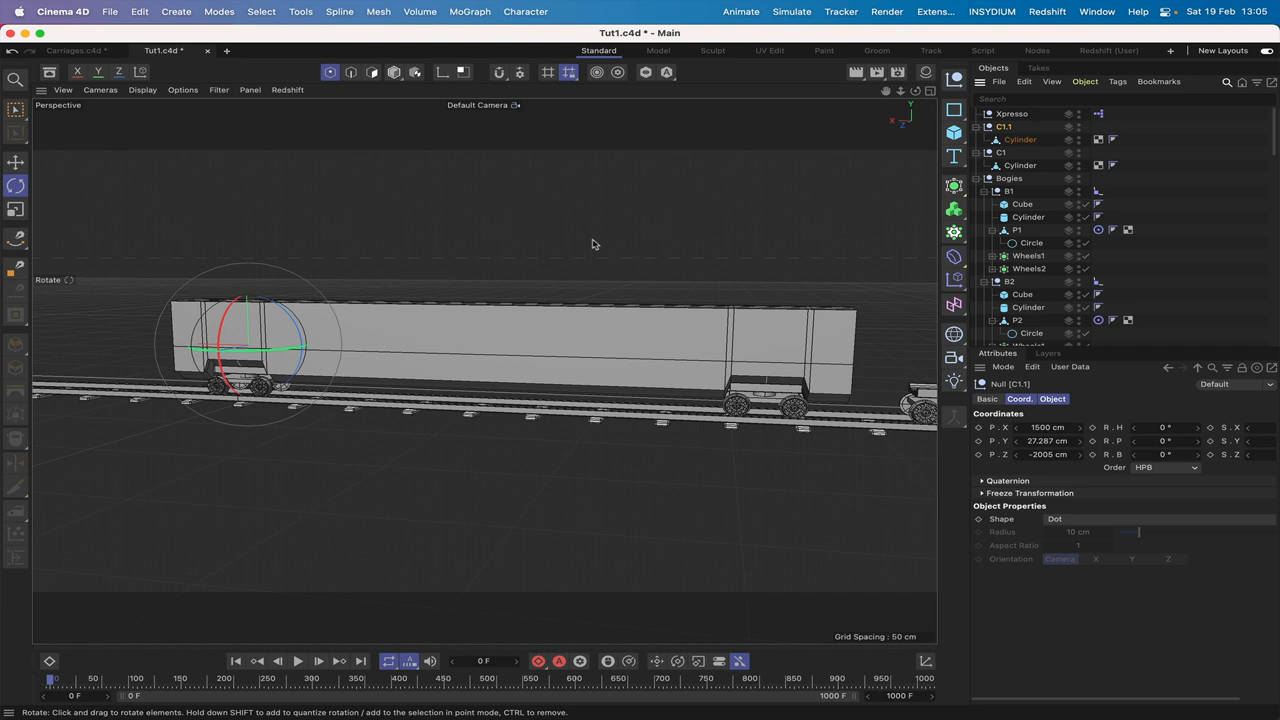 Cinema 4D File Edit Create Modes Select Tools Spline Mesh Volume MoGraph Character Animate Simulate Tracker Render Extens... INSYDIUM Redshift Window Help Sat 19 Feb 13:05
Tut1.c4d * - Main
Carriages.c4d * Tut1.c4d * Standard Model Sculpt UV Edit Paint Groom Track Script Nodes Redshift (User) New Layouts
X Y Z
View Cameras Display Options Filter Panel Redshift
Perspective Default Camera
Y
X
Z
Rotate
Grid Spacing : 50 cm
Objects Takes
File Edit View Object Tags Bookmarks
Search
Xpresso
C1.1
Cylinder
C1
Cylinder
Bogies
B1
Cube
Cylinder
P1
Circle
Wheels1
Wheels2
B2
Cube
Cylinder
P2
Circle
Attributes Layers
Mode Edit User Data
Null [C1.1] Default
Basic Coord. Object
Coordinates
P . X 1500 cm R . H 0 ° S . X
P . Y 27.287 cm R . P 0 ° S . Y
P . Z -2005 cm R . B 0 ° S . Z
Order HPB
Quaternion
Freeze Transformation
Object Properties
Shape Dot
Radius 10 cm
Aspect Ratio 1
Orientation Camera X Y Z
0 F
50 100 150 200 250 300 350 400 450 500 550 600 650 700 750 800 850 900 950 1000
0 F 0 F 1000 F 1000 F
Rotate: Click and drag to rotate elements. Hold down SHIFT to add to quantize rotation / add to the selection in point mode, CTRL to remove.